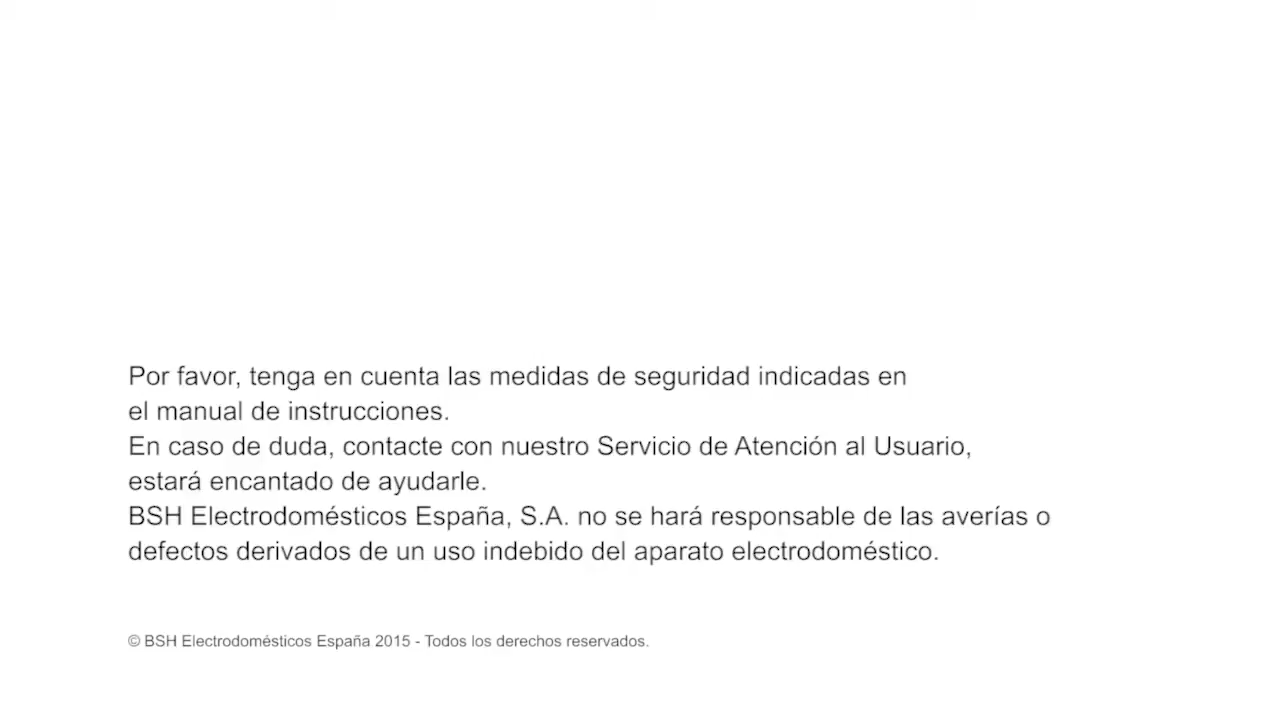 Por favor, tenga en cuenta las medidas de seguridad indicadas en
el manual de instrucciones.
En caso de duda, contacte con nuestro Servicio de Atención al Usuario,
estará encantado de ayudarle.
BSH Electrodomésticos España, S.A. no se hará responsable de las averías o
defectos derivados de un uso indebido del aparato electrodoméstico.
© BSH Electrodomésticos España 2015 - Todos los derechos reservados.